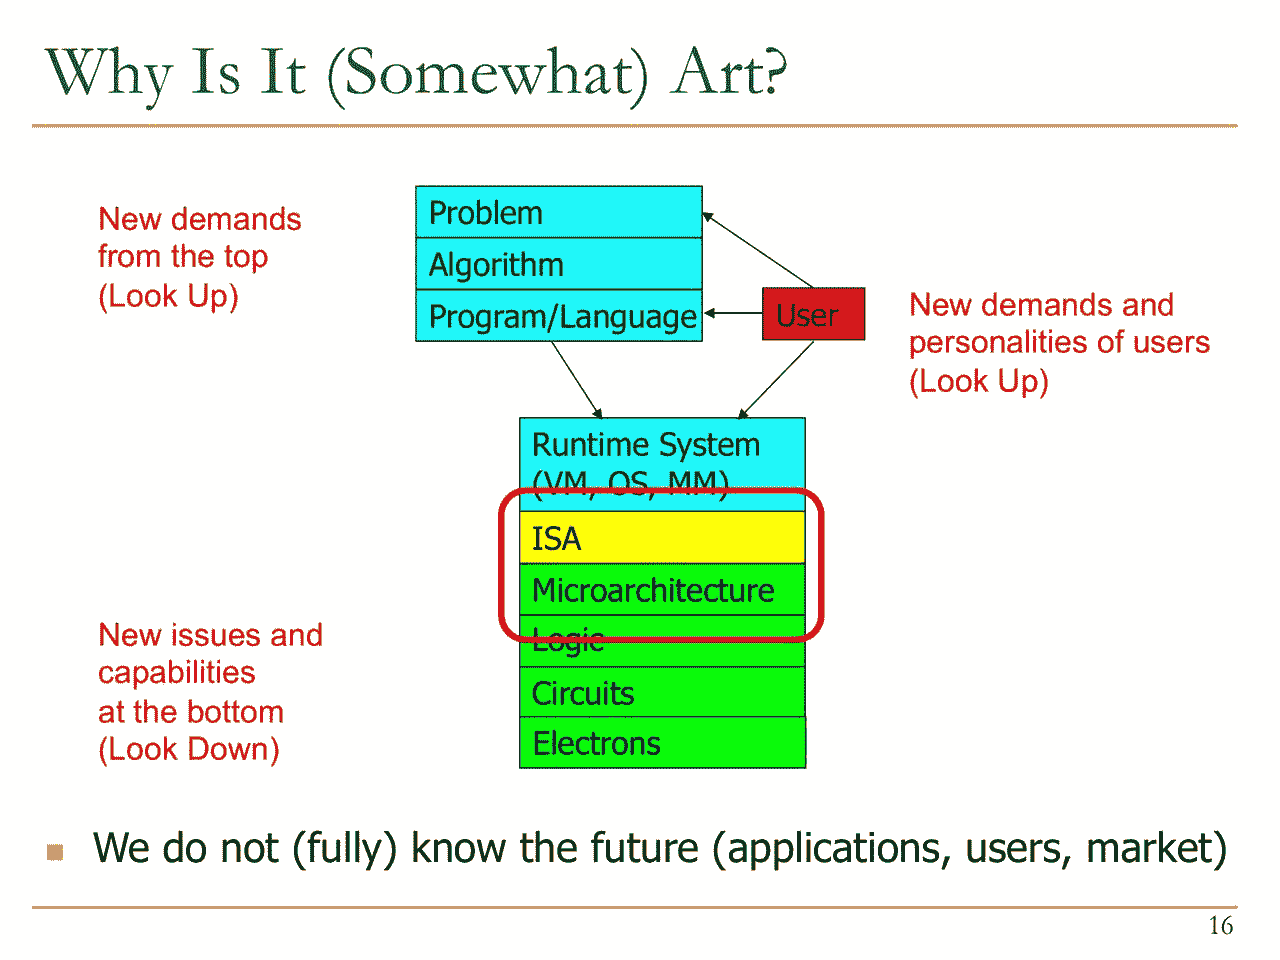 Why Is It (Somewhat) Art?
New demands
from the top
(Look Up)
Problem
Algorithm
Program/Language
User
New demands and
personalities of users
(Look Up)
Runtime System
(VM, OS, MM)
ISA
Microarchitecture
Logic
Circuits
Electrons
New issues and
capabilities
at the bottom
(Look Down)
We do not (fully) know the future (applications, users, market)
16